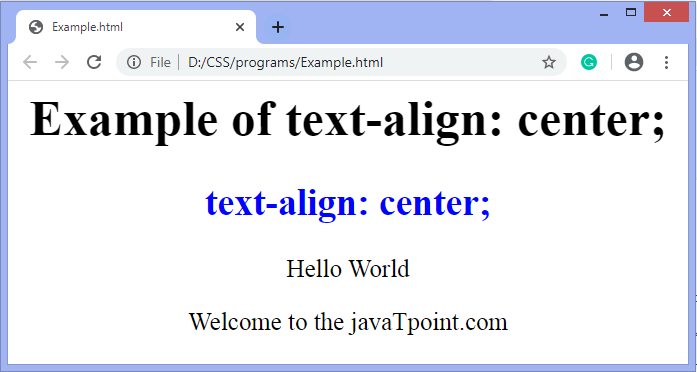 Example.html
File D:/CSS/programs/Example.html
Example of text-align: center;
text-align: center;
Hello World
Welcome to the javaTpoint.com